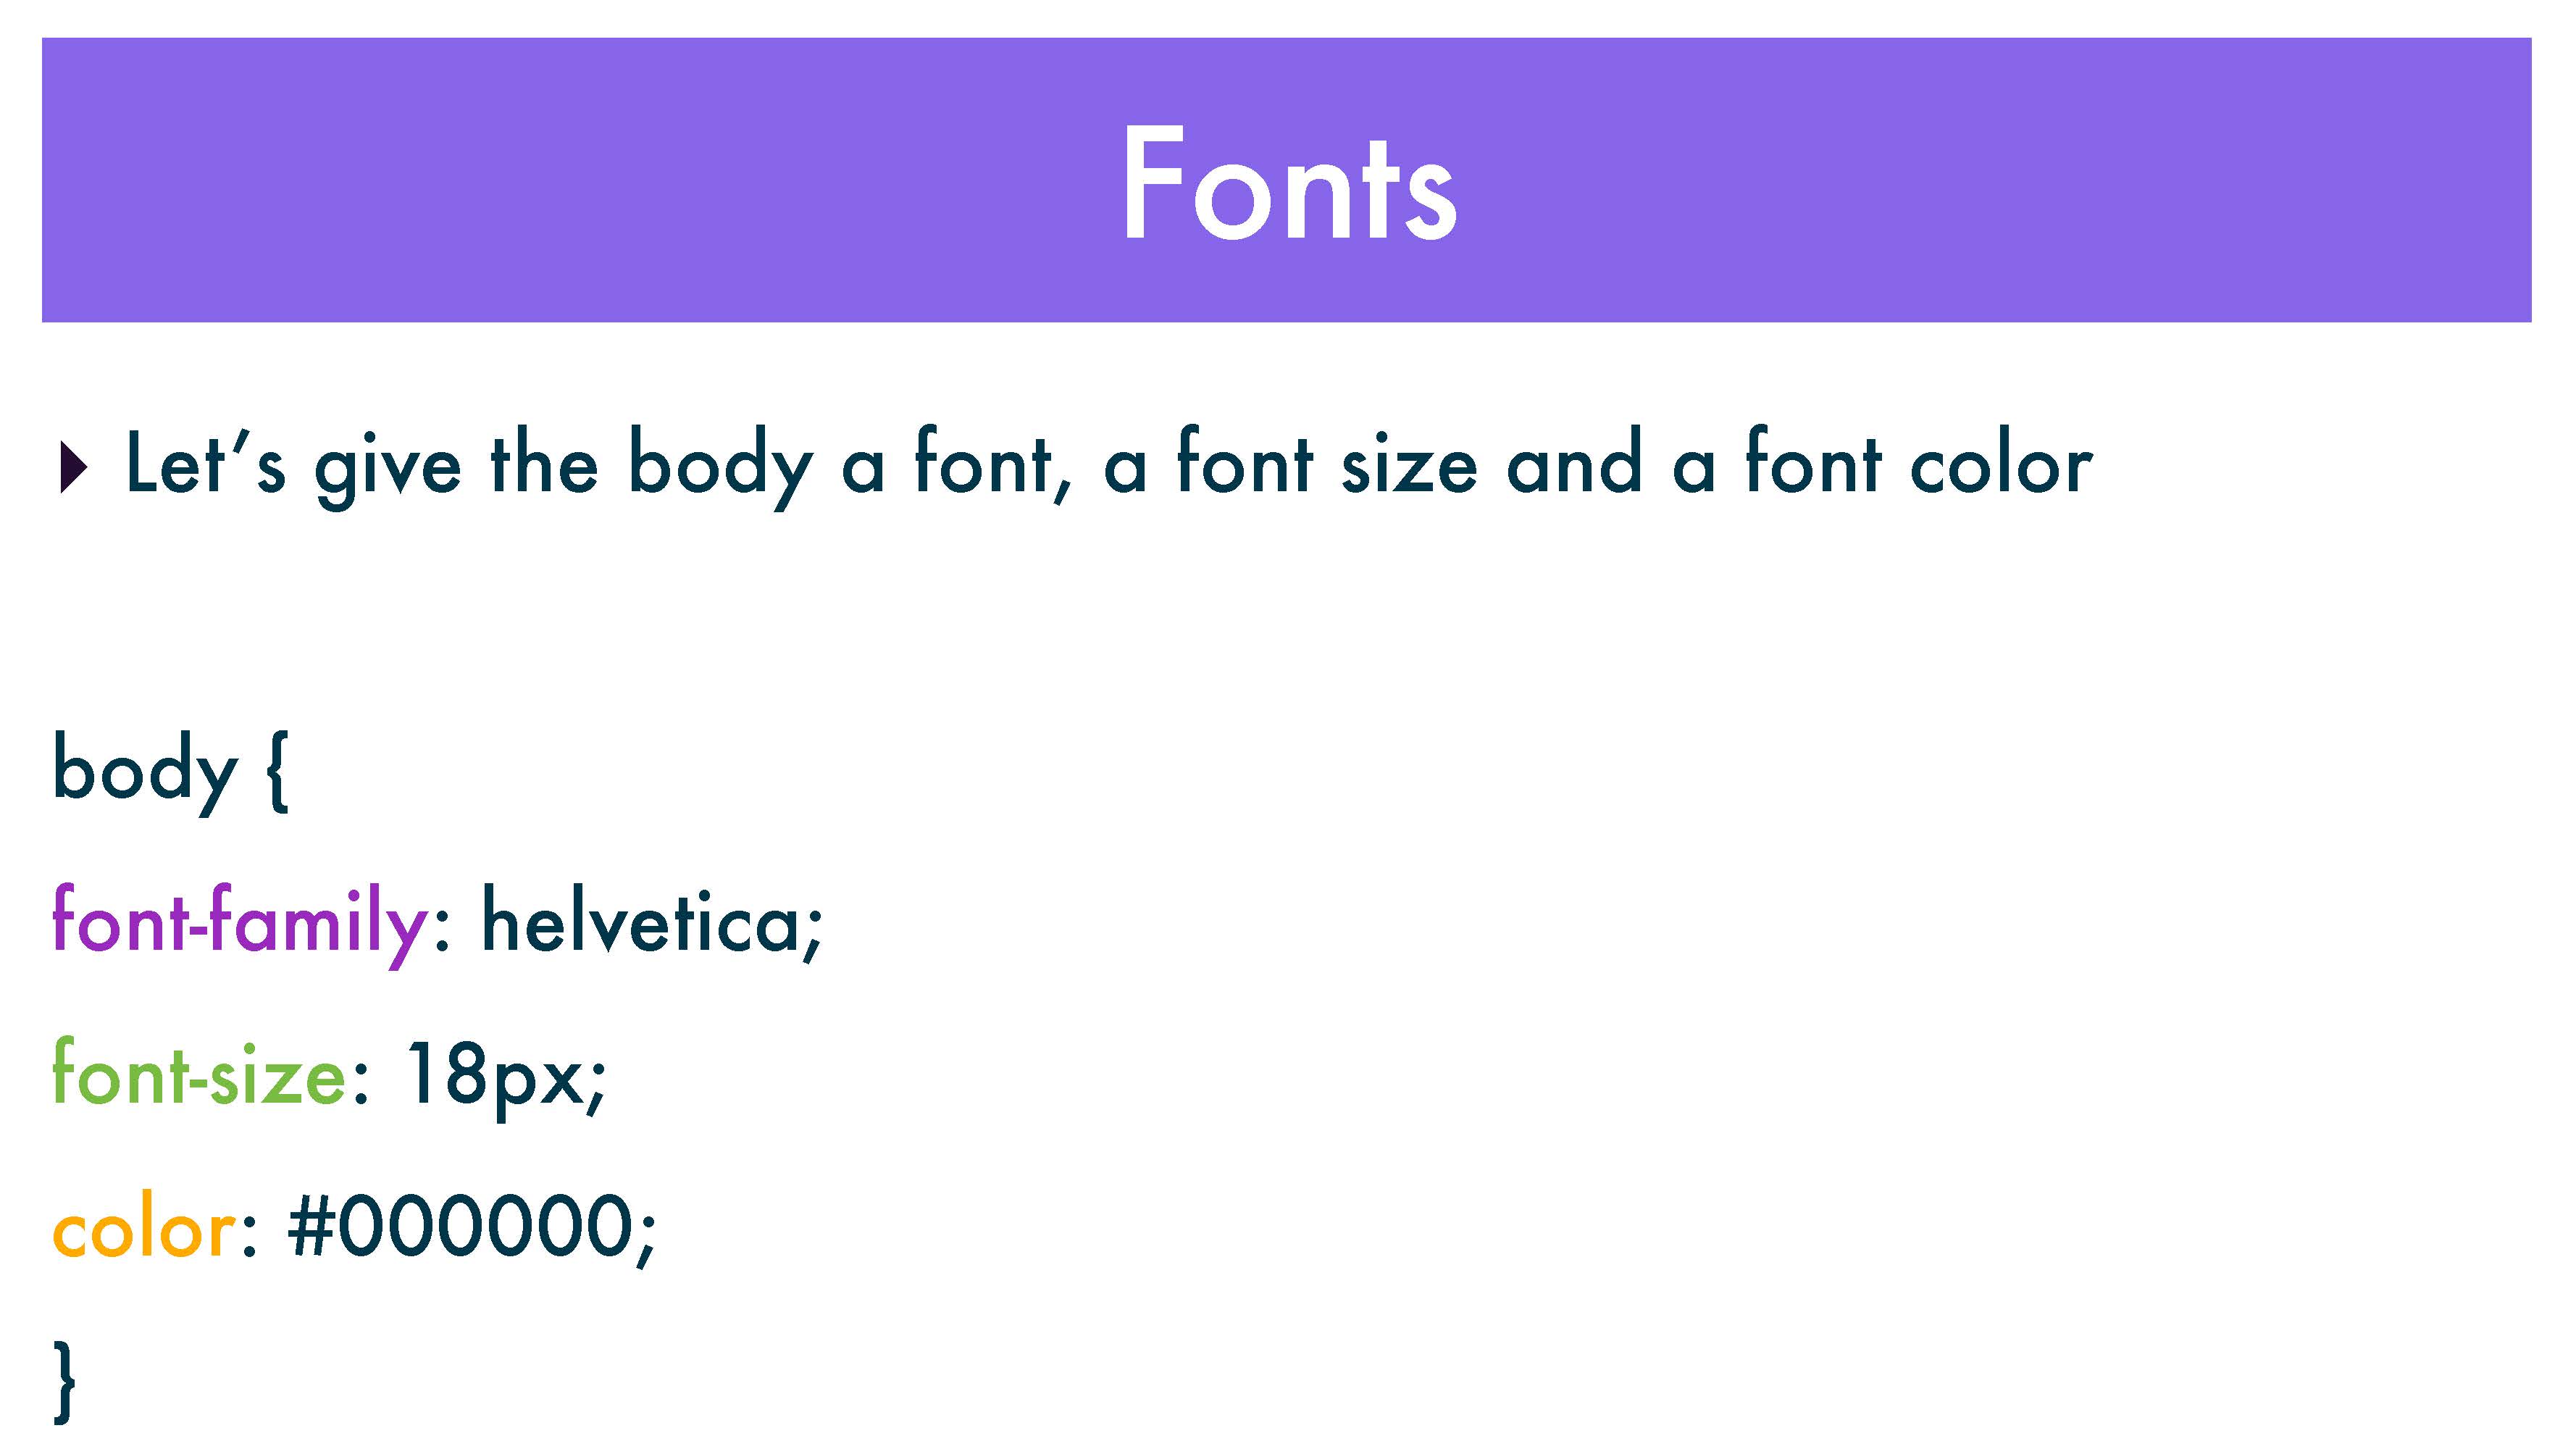 Fonts
Let’s give the body a font, a font size and a font color
body {
font-family: helvetica;
font-size: 18px;
color: #000000;
}